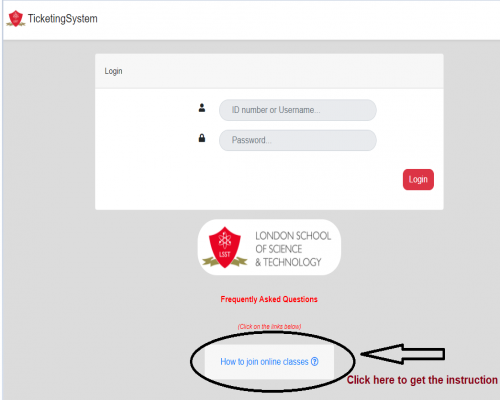 TicketingSystem
Login
ID number or Username...
Password...
Login
LSST
LONDON SCHOOL
OF SCIENCE
& TECHNOLOGY
Frequently Asked Questions
(Click on the links below)
How to join online classes
Click here to get the instruction